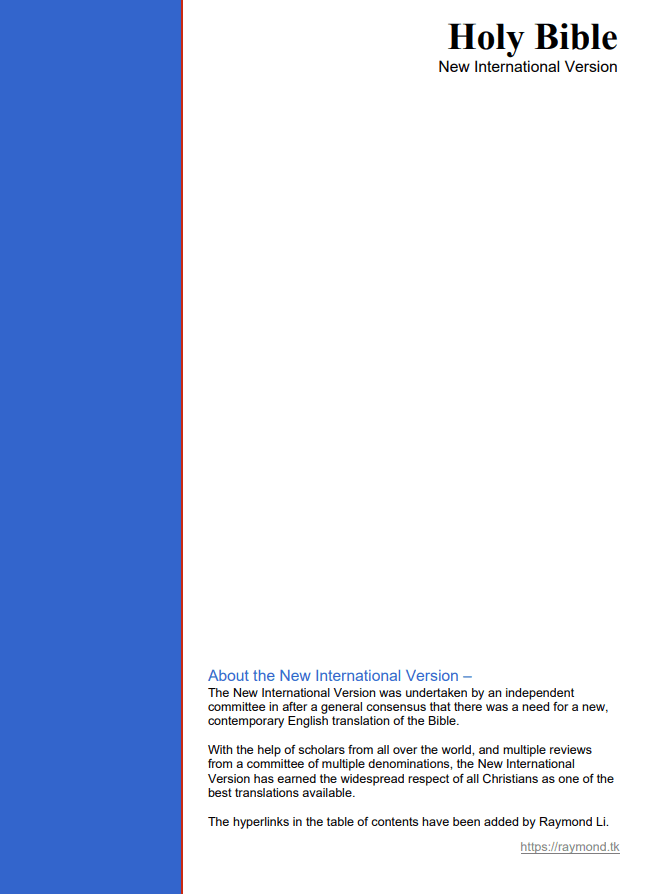 Holy Bible
New International Version
About the New International Version –
The New International Version was undertaken by an independent
committee in after a general consensus that there was a need for a new,
contemporary English translation of the Bible.
With the help of scholars from all over the world, and multiple reviews
from a committee of multiple denominations, the New International
Version has earned the widespread respect of all Christians as one of the
best translations available.
The hyperlinks in the table of contents have been added by Raymond Li.
https://raymond.tk